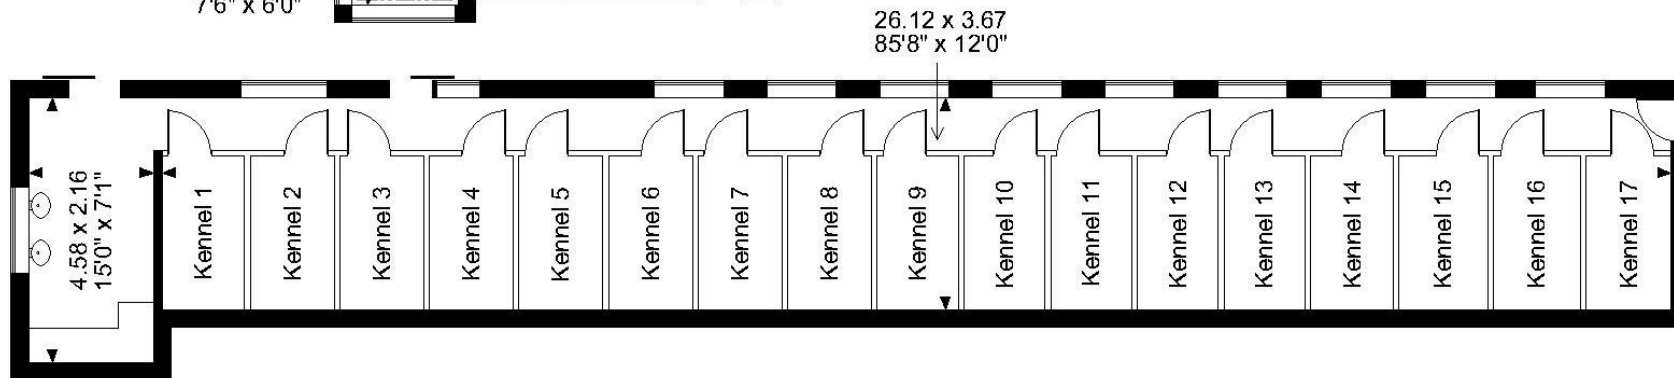 7'6" x 6'0"
26.12 x 3.67
85'8" x 12'0"
4.58 x 2.16
15'0" x 7'1"
Kennel 1
Kennel 2
Kennel 3
Kennel 4
Kennel 5
Kennel 6
Kennel 7
Kennel 8
Kennel 9
Kennel 10
Kennel 11
Kennel 12
Kennel 13
Kennel 14
Kennel 15
Kennel 16
Kennel 17